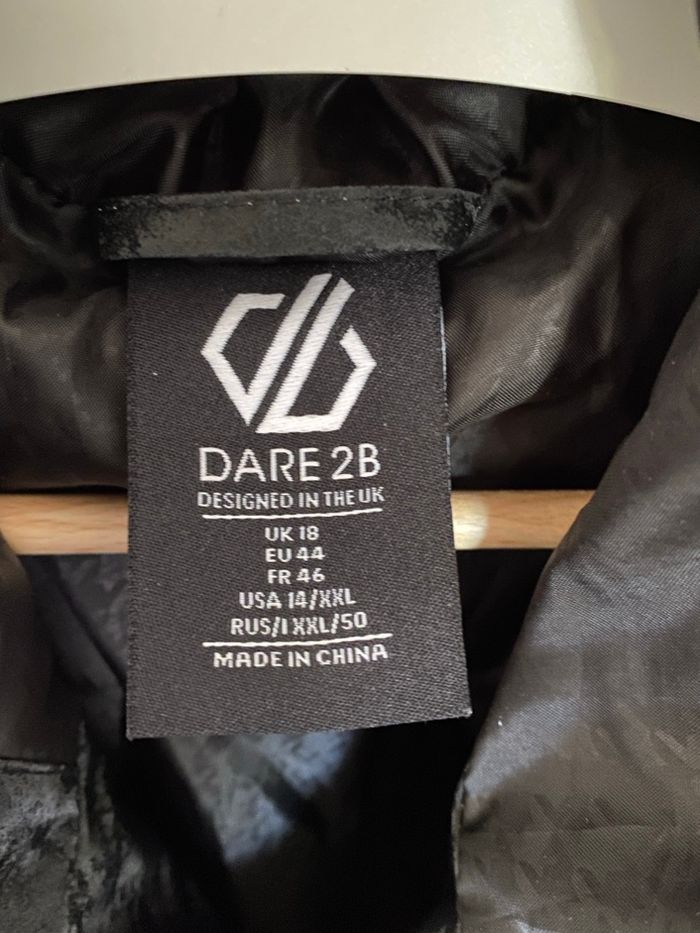 DARE 2B
DESIGNED IN THE UK
UK 18
EU 44
FR 46
USA 14/XXL
RUS/I XXL/50
MADE IN CHINA